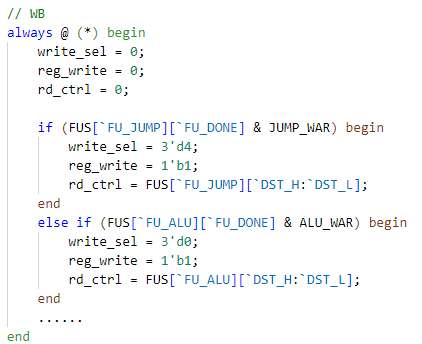 // WB
always @ (*) begin
    write_sel = 0;
    reg_write = 0;
    rd_ctrl = 0;

    if (FUS[`FU_JUMP][`FU_DONE] & JUMP_WAR) begin
        write_sel = 3'd4;
        reg_write = 1'b1;
        rd_ctrl = FUS[`FU_JUMP][`DST_H:`DST_L];
    end
    else if (FUS[`FU_ALU][`FU_DONE] & ALU_WAR) begin
        write_sel = 3'd0;
        reg_write = 1'b1;
        rd_ctrl = FUS[`FU_ALU][`DST_H:`DST_L];
    end
    ......
end